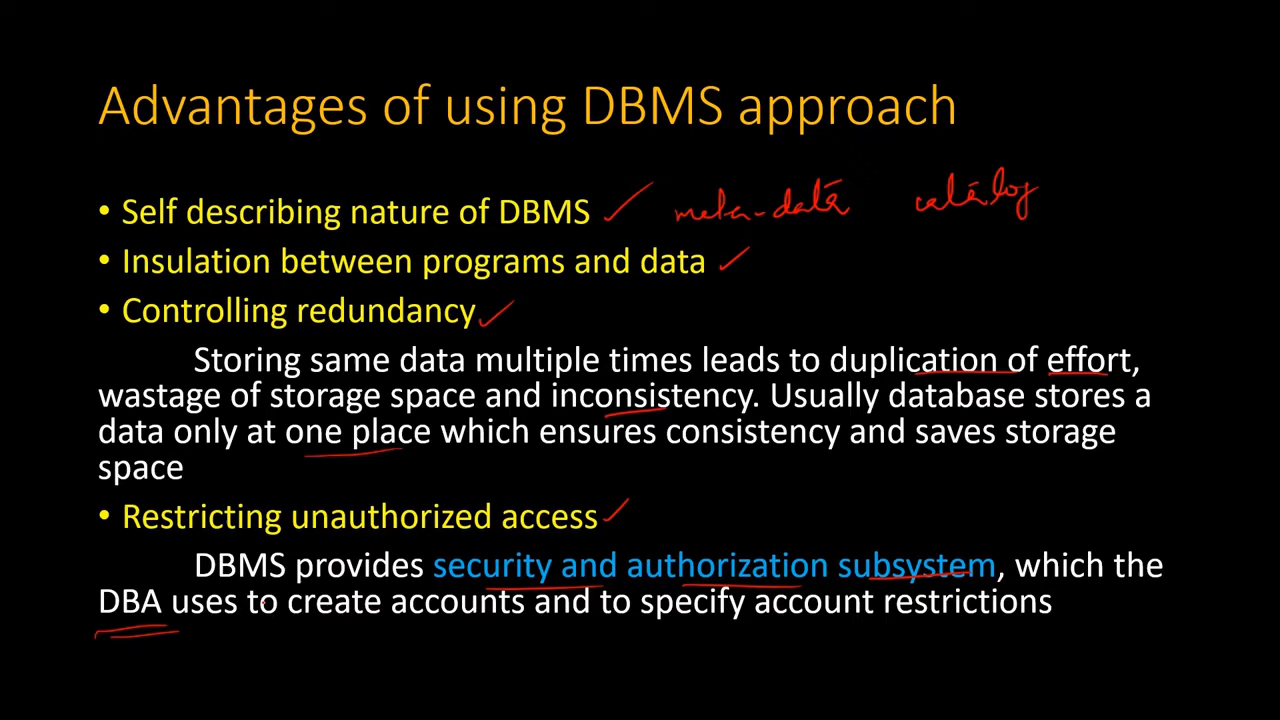 Advantages of using DBMS approach
• Self describing nature of DBMS meta-data catalog
• Insulation between programs and data
• Controlling redundancy
Storing same data multiple times leads to duplication of effort,
wastage of storage space and inconsistency. Usually database stores a
data only at one place which ensures consistency and saves storage
space
• Restricting unauthorized access
DBMS provides security and authorization subsystem, which the
DBA uses to create accounts and to specify account restrictions